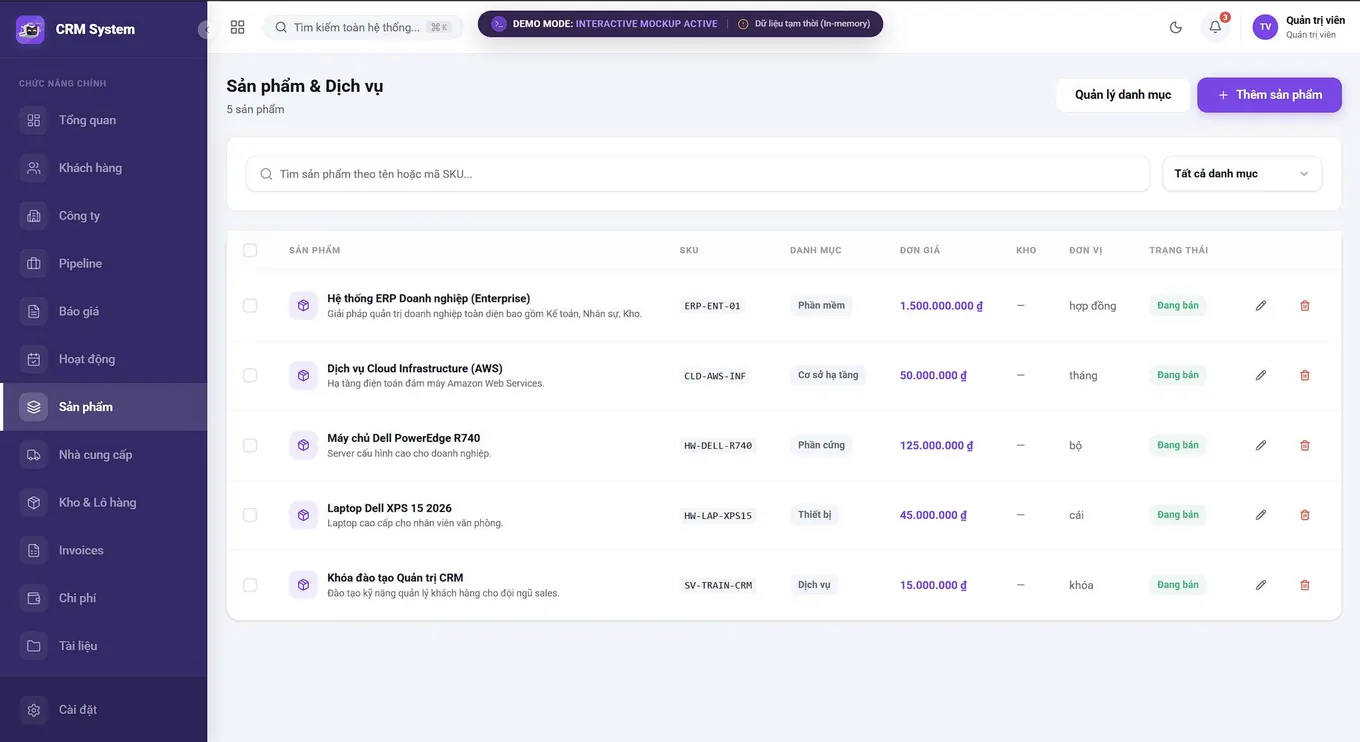 CRM System
Tìm kiếm toàn hệ thống... ⌘K
DEMO MODE: INTERACTIVE MOCKUP ACTIVE
Dữ liệu tạm thời (In-memory)
3
TV
Quản trị viên
Quản trị viên
CHỨC NĂNG CHÍNH
Tổng quan
Khách hàng
Công ty
Pipeline
Báo giá
Hoạt động
Sản phẩm
Nhà cung cấp
Kho & Lô hàng
Invoices
Chi phí
Tài liệu
Cài đặt
Sản phẩm & Dịch vụ
5 sản phẩm
Quản lý danh mục
+ Thêm sản phẩm
Tìm sản phẩm theo tên hoặc mã SKU...
Tất cả danh mục
SẢN PHẨM SKU DANH MỤC ĐƠN GIÁ KHO ĐƠN VỊ TRẠNG THÁI
Hệ thống ERP Doanh nghiệp (Enterprise)
Giải pháp quản trị doanh nghiệp toàn diện bao gồm Kế toán, Nhân sự, Kho.
ERP-ENT-01 Phần mềm 1.500.000.000 ₫ — hợp đồng Đang bán
Dịch vụ Cloud Infrastructure (AWS)
Hạ tầng điện toán đám mây Amazon Web Services.
CLD-AWS-INF Cơ sở hạ tầng 50.000.000 ₫ — tháng Đang bán
Máy chủ Dell PowerEdge R740
Server cấu hình cao cho doanh nghiệp.
HW-DELL-R740 Phần cứng 125.000.000 ₫ — bộ Đang bán
Laptop Dell XPS 15 2026
Laptop cao cấp cho nhân viên văn phòng.
HW-LAP-XPS15 Thiết bị 45.000.000 ₫ — cái Đang bán
Khóa đào tạo Quản trị CRM
Đào tạo kỹ năng quản lý khách hàng cho đội ngũ sales.
SV-TRAIN-CRM Dịch vụ 15.000.000 ₫ — khóa Đang bán